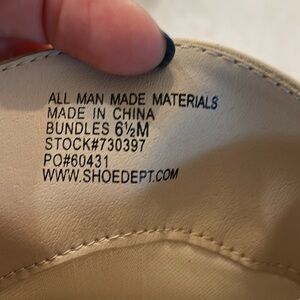 ALL MAN MADE MATERIALS
MADE IN CHINA
BUNDLES 6½M
STOCK#730397
PO#60431
WWW.SHOEDEPT.COM